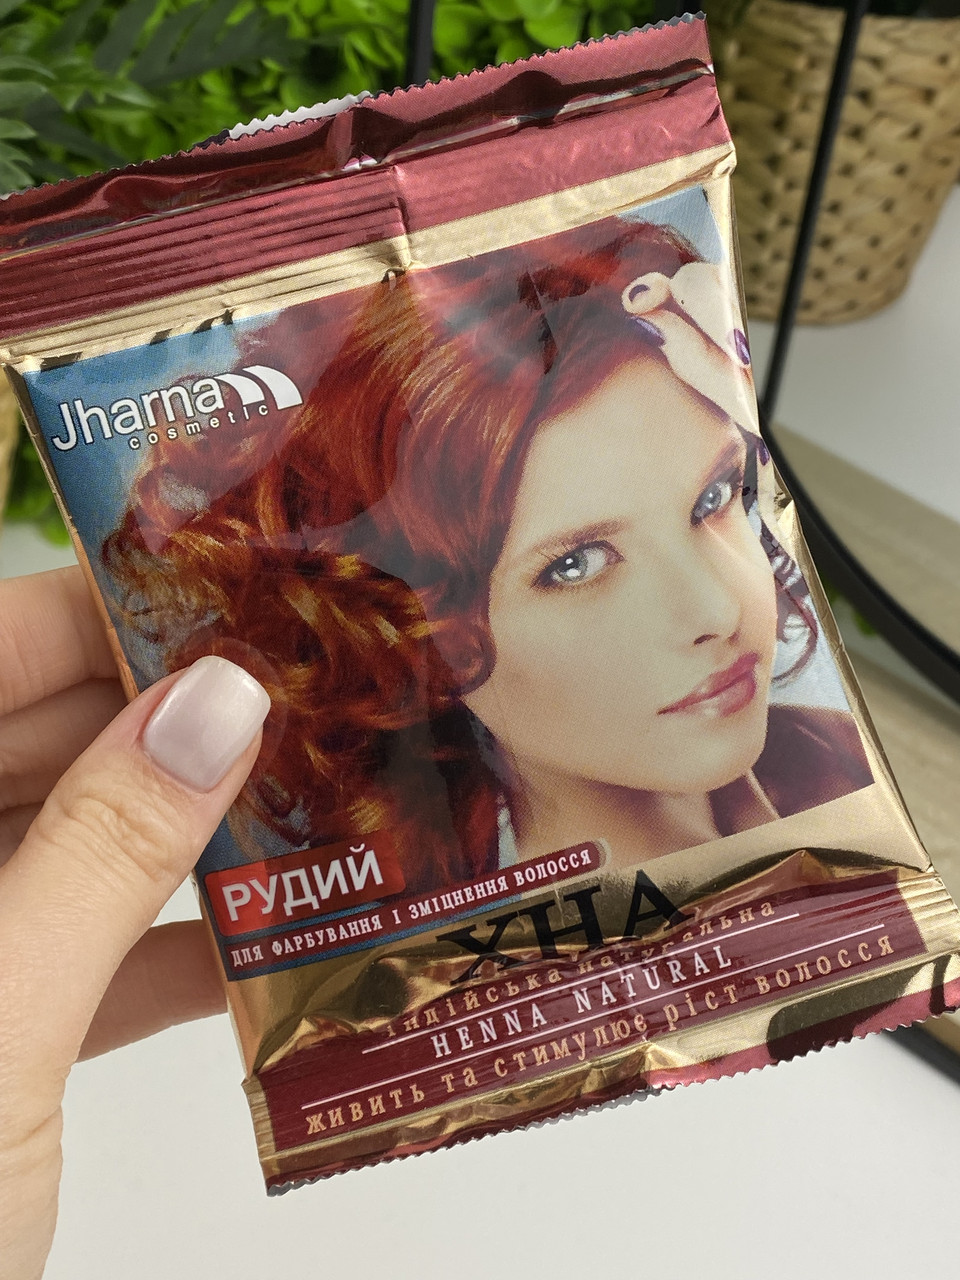 Jharna
cosmetic
РУДИЙ
ДЛЯ ФАРБУВАННЯ І ЗМІЦНЕННЯ ВОЛОССЯ
ХНА
індійська натуральна
HENNA NATURAL
живить та стимулює ріст волосся